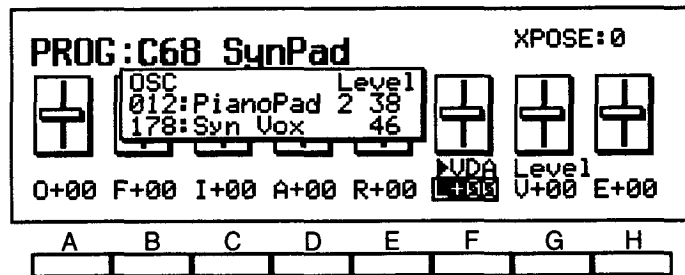 PROG:C68 SynPad XPOSE:0
OSC Level
012:PianoPad 2 38
178:Syn Vox 46
▶VDA Level
O+00 F+00 I+00 A+00 R+00 V+00 E+00
A B C D E F G H